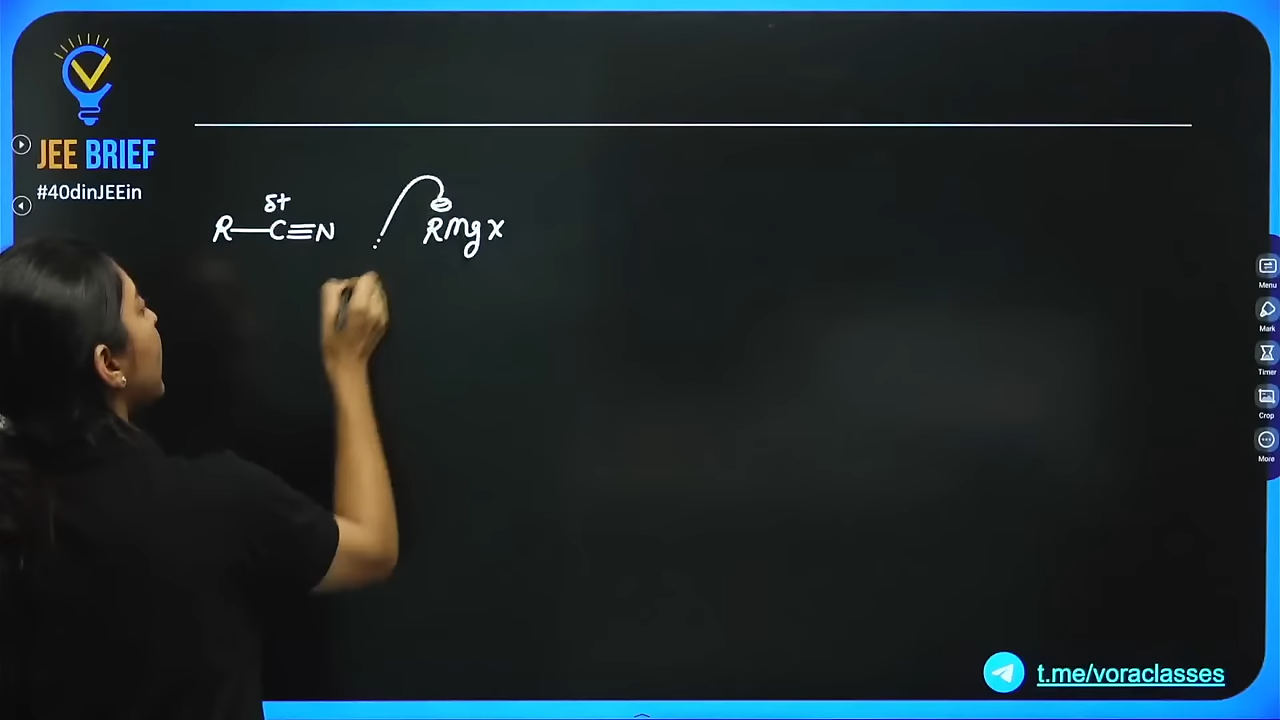 JEE BRIEF
#40dinJEEin
δ+
R—C≡N
⊖
RMgx
Menu
Mark
Timer
Crop
More
t.me/voraclasses